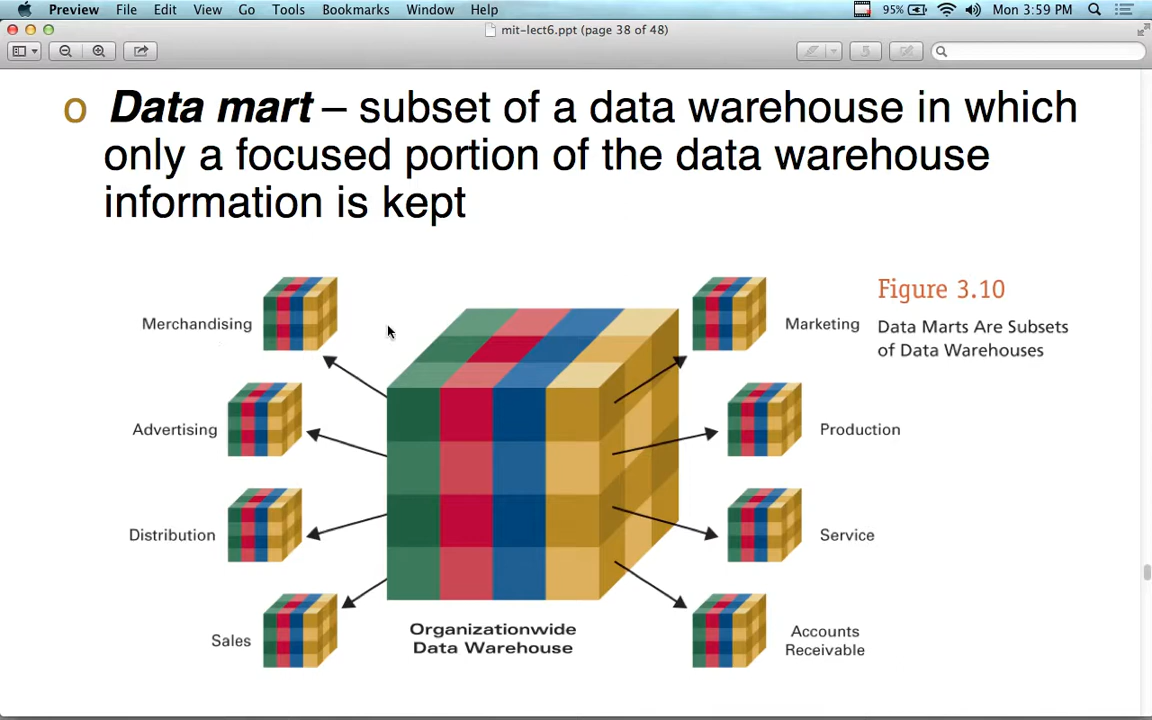 Preview File Edit View Go Tools Bookmarks Window Help 95% Mon 3:59 PM
mit-lect6.ppt (page 38 of 48)
o Data mart – subset of a data warehouse in which
only a focused portion of the data warehouse
information is kept
Figure 3.10
Data Marts Are Subsets
of Data Warehouses
Merchandising
Marketing
Advertising
Production
Distribution
Service
Sales
Accounts
Receivable
Organizationwide
Data Warehouse